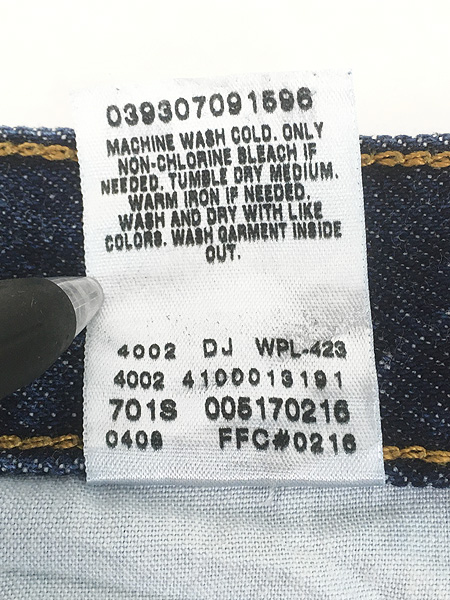 039307091596
MACHINE WASH COLD. ONLY
NON-CHLORINE BLEACH IF
NEEDED. TUMBLE DRY MEDIUM.
WARM IRON IF NEEDED.
WASH AND DRY WITH LIKE
COLORS. WASH GARMENT INSIDE
OUT.
4002 DJ WPL-423
4002 4100013191
701S 005170216
0406 FFC#0216